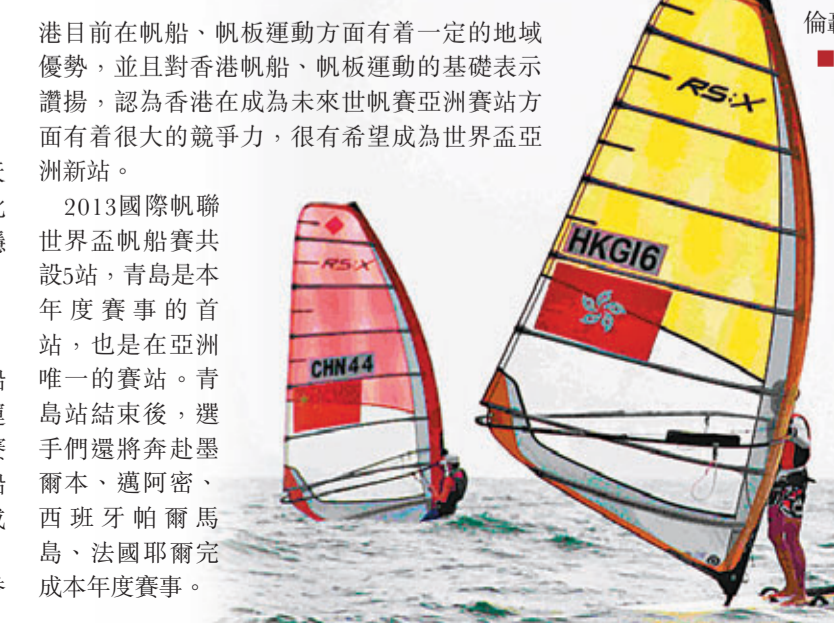 港目前在帆船、帆板運動方面有着一定的地域
優勢，並且對香港帆船、帆板運動的基礎表示
讚揚，認為香港在成為未來世帆賽亞洲賽站方
面有着很大的競爭力，很有希望成為世界盃亞
洲新站。
2013國際帆聯
世界盃帆船賽共
設5站，青島是本
年度賽事的首
站，也是在亞洲
唯一的賽站。青
島站結束後，選
手們還將奔赴墨
爾本、邁阿密、
西班牙帕爾馬
島、法國耶爾完
成本年度賽事。
RS:X
CHN44
RS:X
HKG16